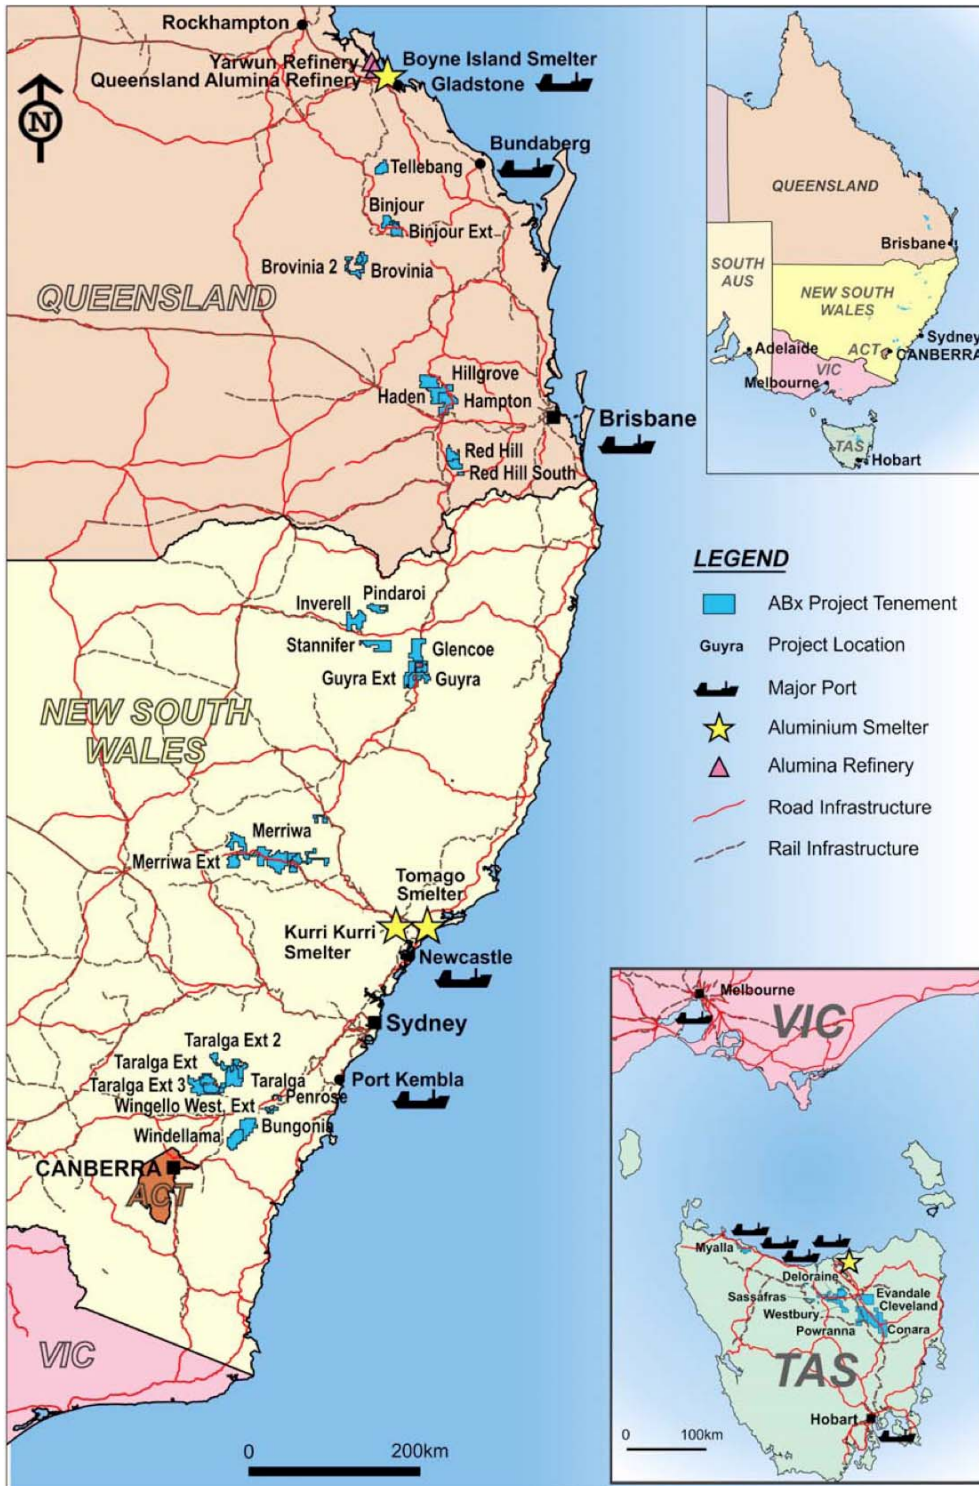 Rockhampton
Yarwun Refinery
Queensland Alumina Refinery
Boyne Island Smelter
Gladstone
N
Bundaberg
Tellebang
Binjour
Binjour Ext
Brovinia 2
Brovinia
QUEENSLAND
Hillgrove
Haden
Hampton
Brisbane
Red Hill
Red Hill South
Pindaroi
Inverell
Stannifer
Glencoe
Guyra Ext
Guyra
NEW SOUTH
WALES
Merriwa
Merriwa Ext
Tomago
Smelter
Kurri Kurri
Smelter
Newcastle
Sydney
Taralga Ext 2
Taralga Ext
Taralga Ext 3
Taralga
Penrose
Wingello West, Ext
Port Kembla
Windellama
Bungonia
CANBERRA
ACT
VIC
0
200km
QUEENSLAND
Brisbane
SOUTH
AUS
NEW SOUTH
WALES
Sydney
Adelaide
ACT
CANBERRA
VIC
Melbourne
TAS
Hobart
LEGEND
ABx Project Tenement
Guyra
Project Location
Major Port
Aluminium Smelter
Alumina Refinery
Road Infrastructure
Rail Infrastructure
Melbourne
VIC
Myalla
Deloraine
Sassafras
Evandale
Cleveland
Westbury
Powranna
Conara
TAS
Hobart
0
100km